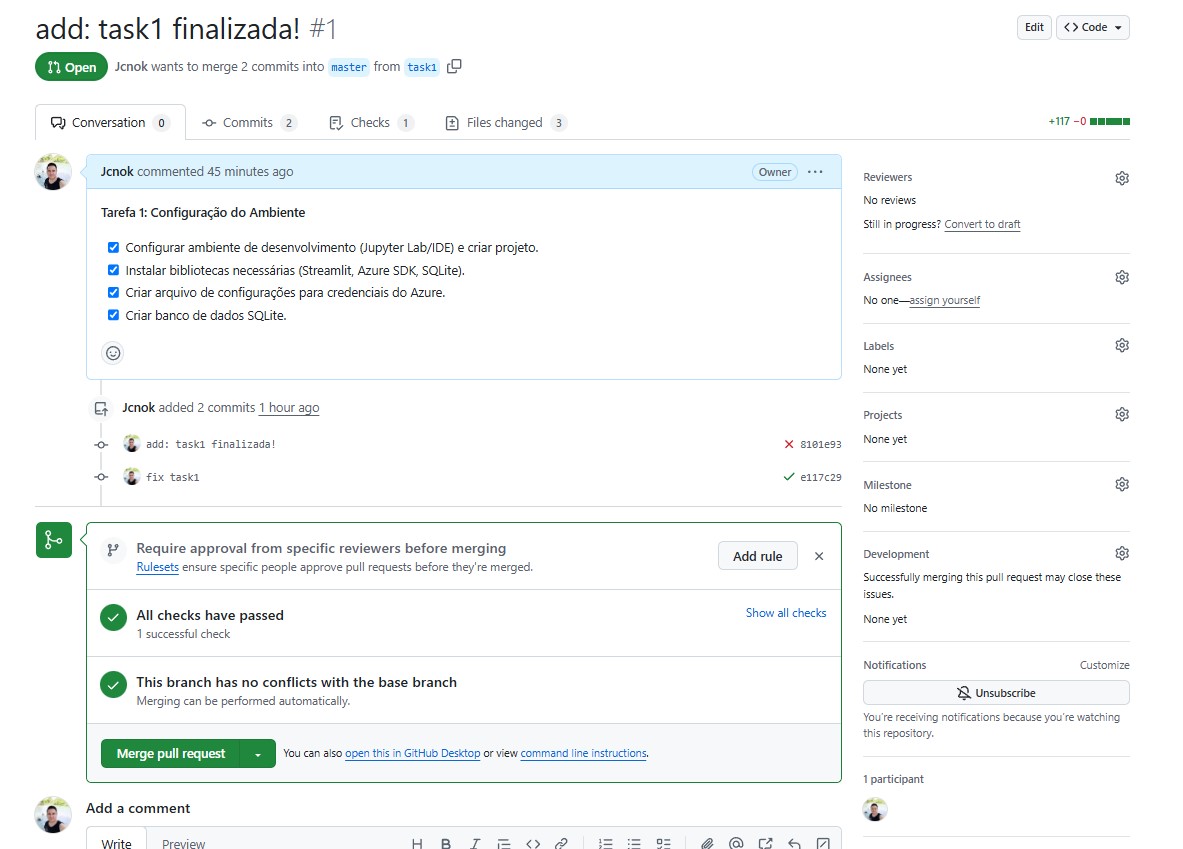 add: task1 finalizada! #1
Edit
Code
Open
Jcnok wants to merge 2 commits into master from task1
Conversation 0
Commits 2
Checks 1
Files changed 3
+117 −0
Jcnok commented 45 minutes ago
Owner
Tarefa 1: Configuração do Ambiente
Configurar ambiente de desenvolvimento (Jupyter Lab/IDE) e criar projeto.
Instalar bibliotecas necessárias (Streamlit, Azure SDK, SQLite).
Criar arquivo de configurações para credenciais do Azure.
Criar banco de dados SQLite.
Jcnok added 2 commits 1 hour ago
add: task1 finalizada!
8101e93
fix task1
e117c29
Require approval from specific reviewers before merging
Rulesets ensure specific people approve pull requests before they're merged.
Add rule
All checks have passed
1 successful check
Show all checks
This branch has no conflicts with the base branch
Merging can be performed automatically.
Merge pull request
You can also open this in GitHub Desktop or view command line instructions.
Add a comment
Write
Preview
Reviewers
No reviews
Still in progress? Convert to draft
Assignees
No one—assign yourself
Labels
None yet
Projects
None yet
Milestone
No milestone
Development
Successfully merging this pull request may close these
issues.
None yet
Notifications
Customize
Unsubscribe
You're receiving notifications because you're watching
this repository.
1 participant